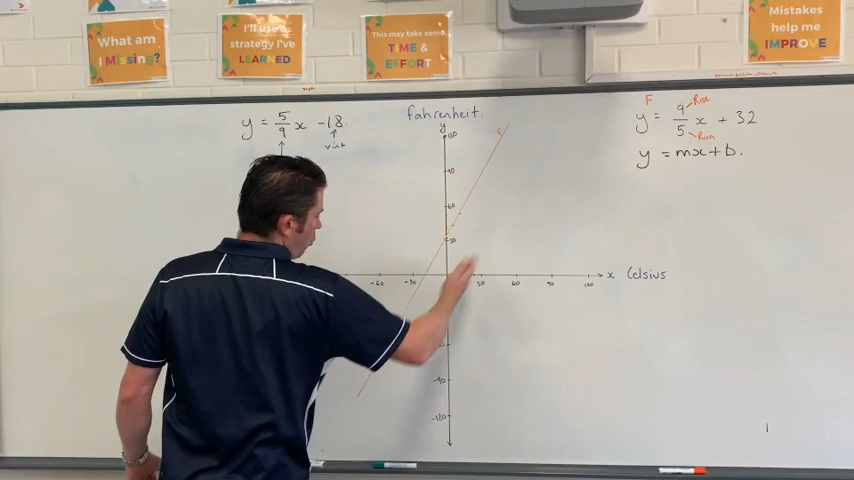 What am
I Missing?
I'll use a
strategy I've
LEARNED
This may take
TIME &
EFFORT
Mistakes
help me
IMPROVE
y = 5/9 x - 18
y int
Fahrenheit.
y
120
90
60
30
F
-60
-30
30
60
90
120
x Celsius
-90
-120
F
y = 9/5 x + 32
Rise
Run
y = mx + b.